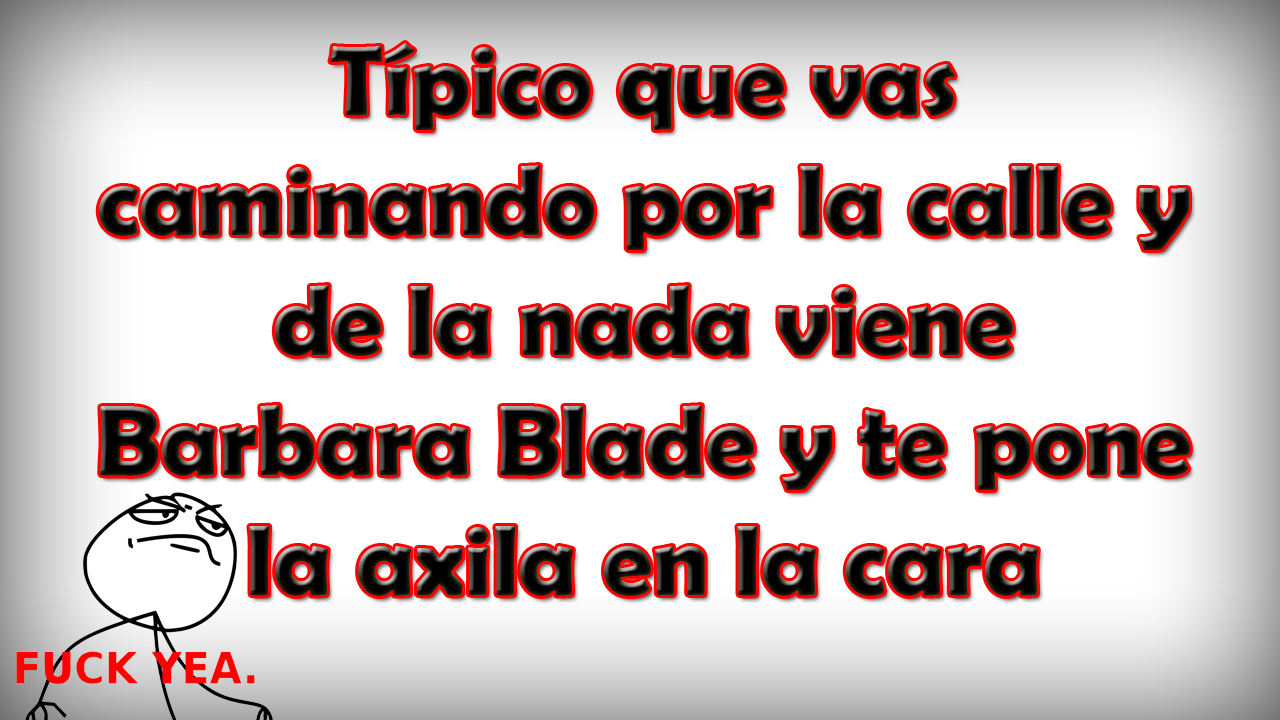 Típico que vas
caminando por la calle y
de la nada viene
Barbara Blade y te pone
la axila en la cara
FUCK YEA.